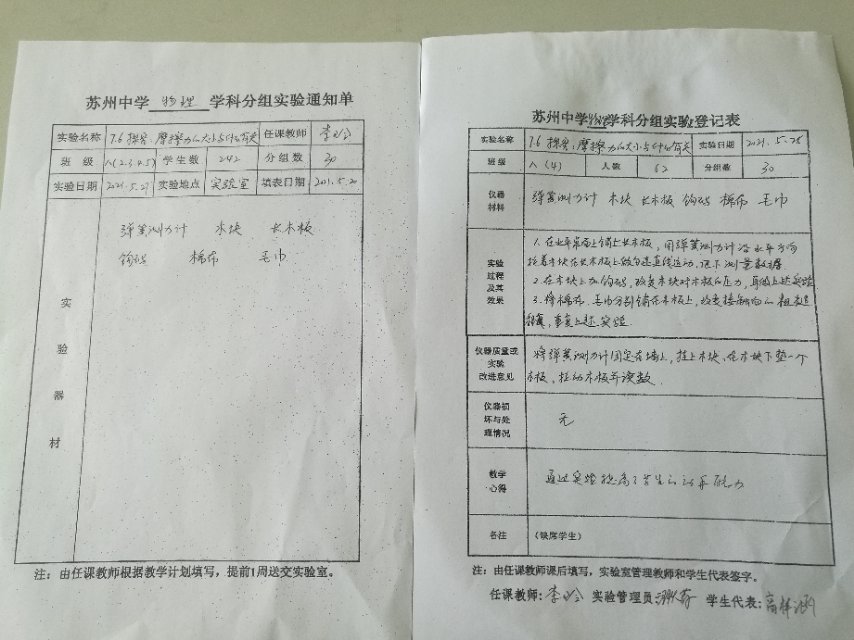 苏州中学 物理 学科分组实验通知单
实验名称 7.6 探究:摩擦力的大小与什么有关 任课教师
班级 八(2.3.4.5) 学生数 242 分组数 30
实验日期 2021.5.27 实验地点 实验室 填表日期 2021.5.20
实验器材
弹簧测力计 木块 长木板
钩码 棉布 毛巾
注:由任课教师根据教学计划填写,提前1周送交实验室。
苏州中学物理学科分组实验登记表
实验名称 7.6 探究:摩擦力的大小与什么有关 实验日期 2021.5.28
班级 八(4) 人数 62 分组数 30
仪器材料 弹簧测力计 木块 长木板 钩码 棉布 毛巾
实验过程及其效果
1.在水平桌面上铺上长木板,用弹簧测力计沿水平方向
拉着木块在长木板上做匀速直线运动,记下测量数据
2.在木块上加钩码,改变木块对木板的压力,再做上述实验
3.将棉布、毛巾分别铺在木板上,改变接触面的粗糙
程度,重复上述实验
仪器质量或实验改进意见
将弹簧测力计固定在墙上,挂上木块,在木块下垫一个
木板,拉动木板并读数.
仪器损坏与处理情况 无
教学心得 通过实验提高了学生的动手能力
备注 (缺席学生)
注:由任课教师课后填写,实验室管理教师和学生代表签字。
任课教师: 实验管理员: 学生代表: